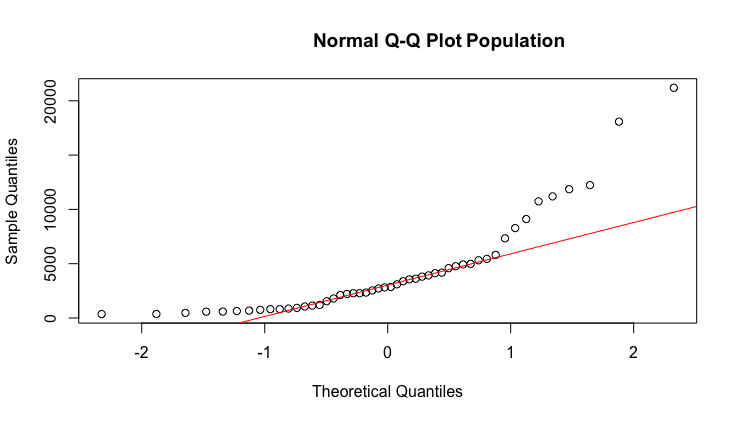 Normal Q-Q Plot Population
Sample Quantiles
20000
10000
5000
0
-2 -1 0 1 2
Theoretical Quantiles